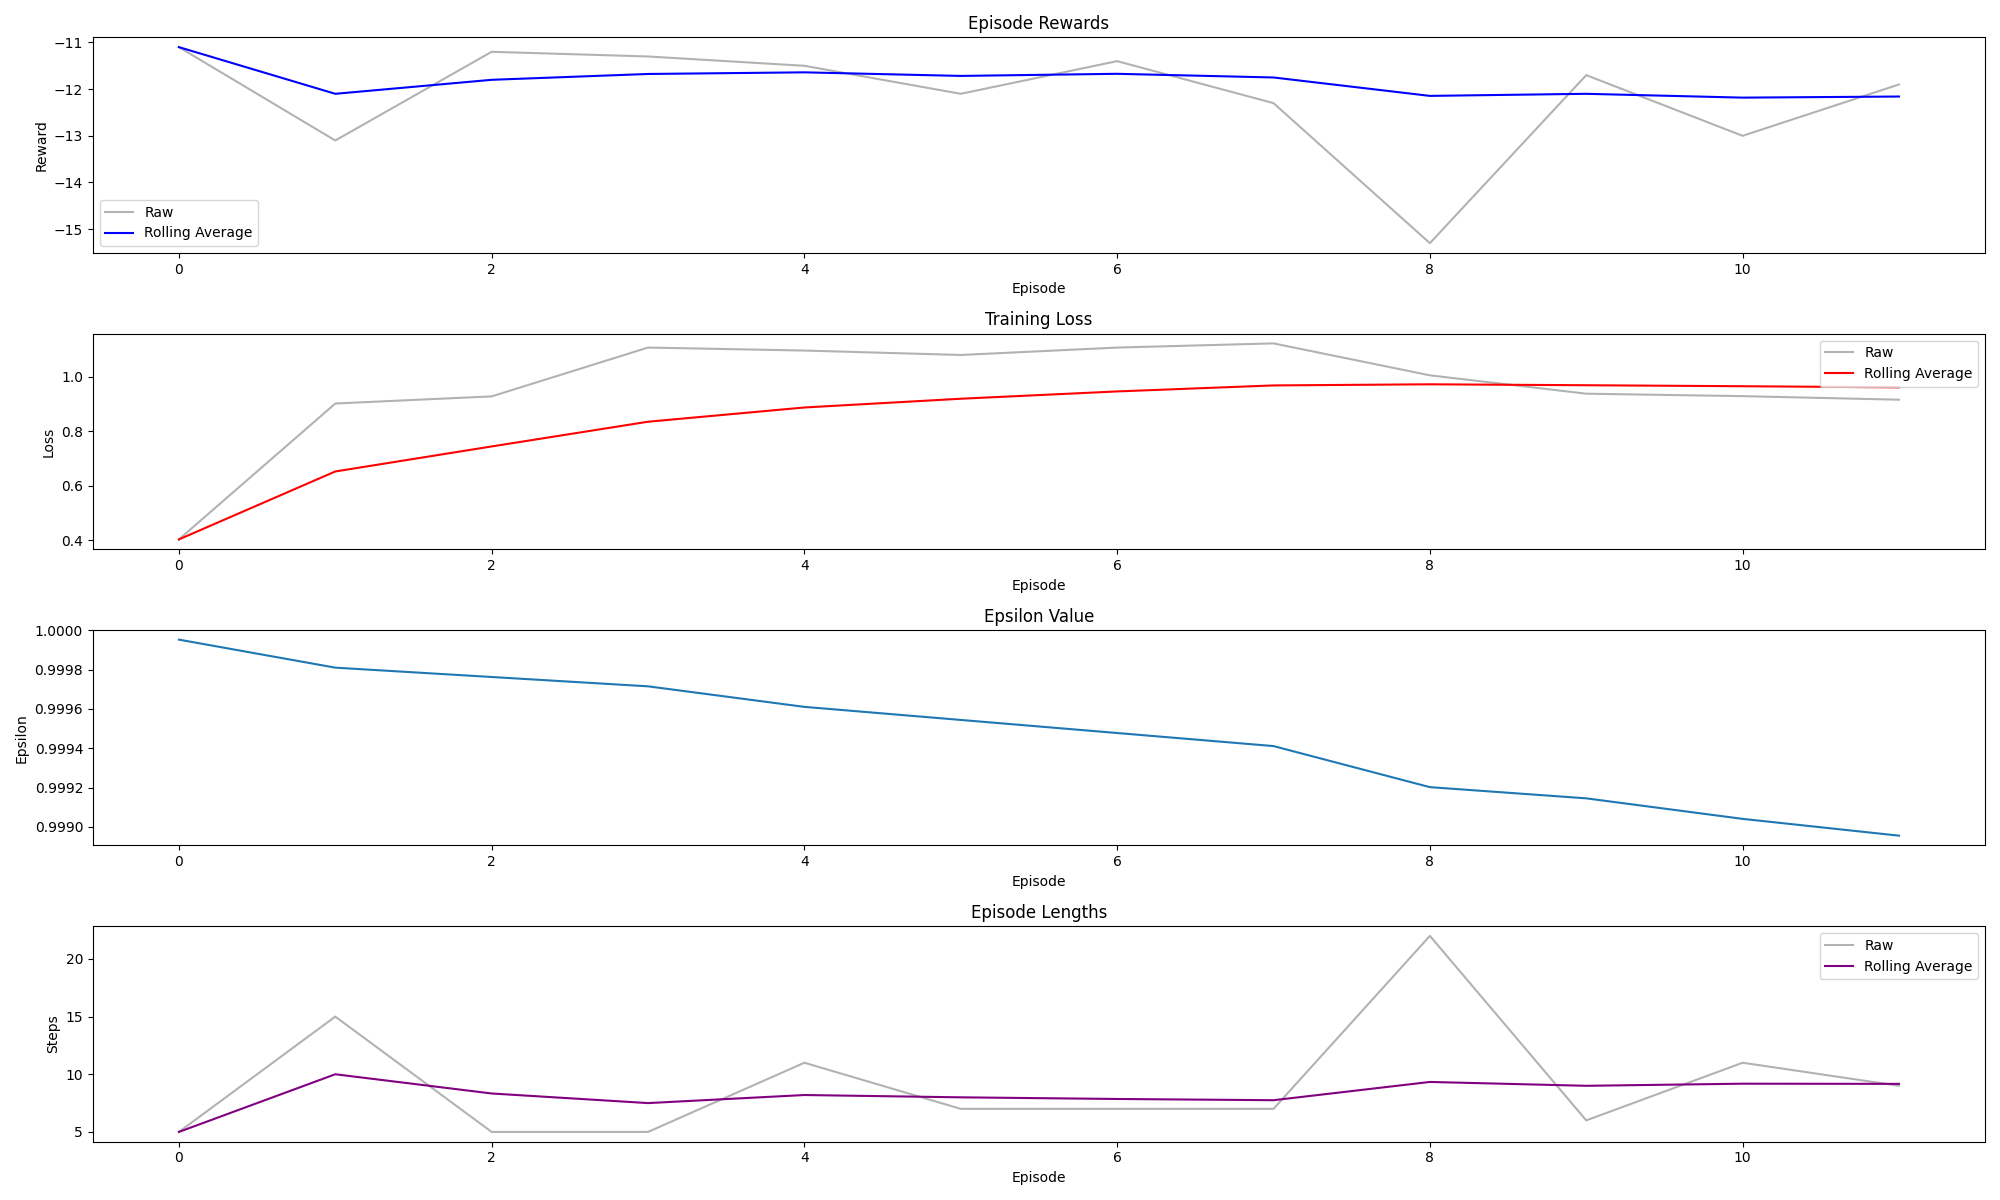 Episode Rewards
−11
−12
−13
−14
−15
Reward
Raw
Rolling Average
0 2 4 6 8 10
Episode
Training Loss
1.0
0.8
0.6
0.4
Loss
Raw
Rolling Average
0 2 4 6 8 10
Episode
Epsilon Value
1.0000
0.9998
0.9996
0.9994
0.9992
0.9990
Epsilon
0 2 4 6 8 10
Episode
Episode Lengths
20
15
10
5
Steps
Raw
Rolling Average
0 2 4 6 8 10
Episode